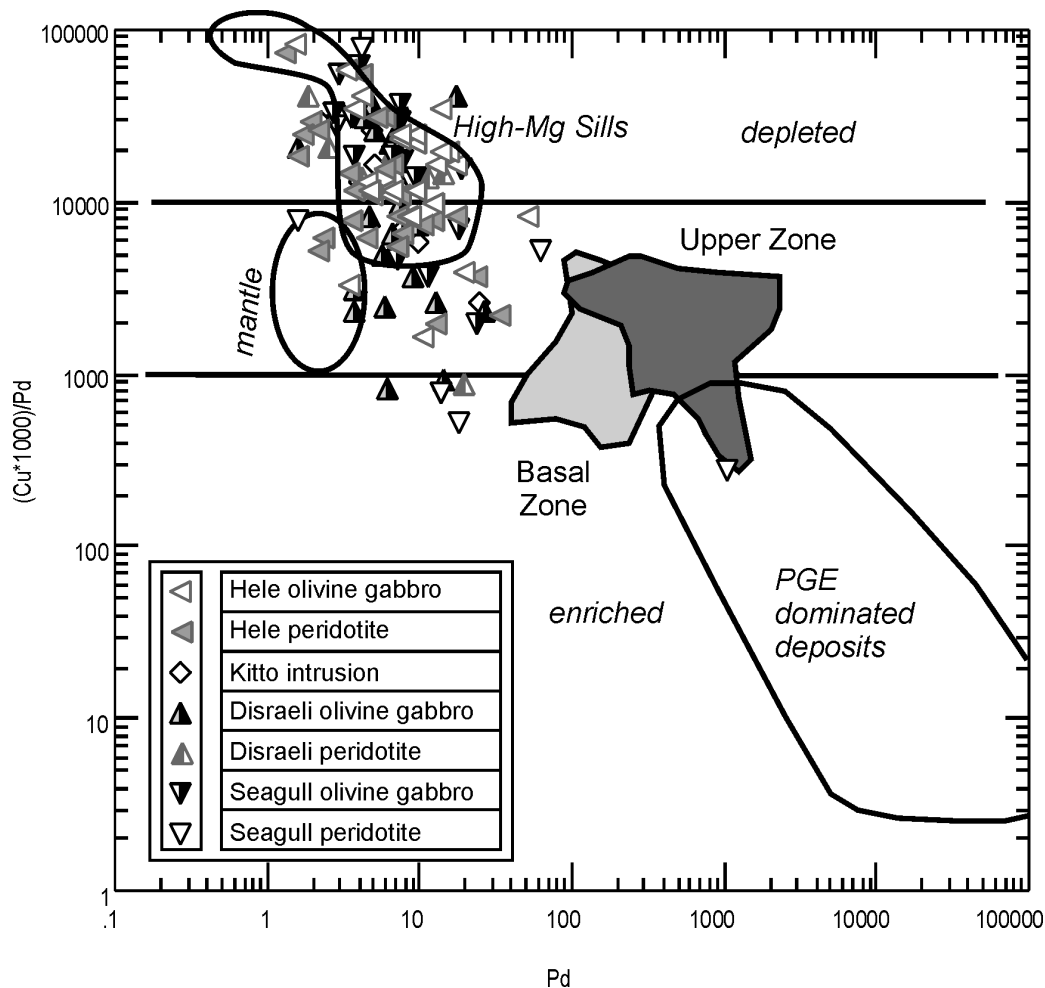 100000
10000
1000
100
10
1
(Cu*1000)/Pd
High-Mg Sills
depleted
Upper Zone
mantle
Basal
Zone
enriched
PGE
dominated
deposits
Hele olivine gabbro
Hele peridotite
Kitto intrusion
Disraeli olivine gabbro
Disraeli peridotite
Seagull olivine gabbro
Seagull peridotite
.1 1 10 100 1000 10000 100000
Pd